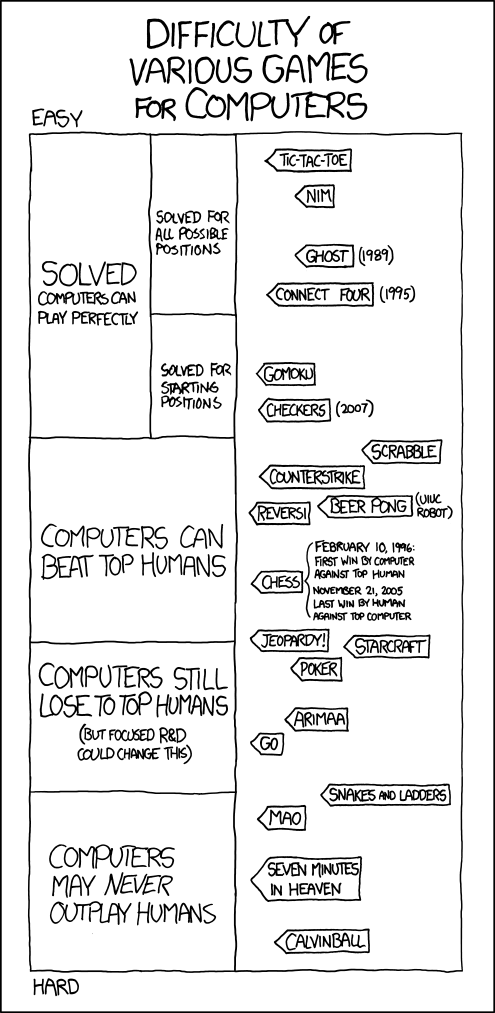 DIFFICULTY OF
VARIOUS GAMES
FOR COMPUTERS
EASY
SOLVED
COMPUTERS CAN
PLAY PERFECTLY
SOLVED FOR
ALL POSSIBLE
POSITIONS
TIC-TAC-TOE
NIM
GHOST (1989)
CONNECT FOUR (1995)
SOLVED FOR
STARTING
POSITIONS
GOMOKU
CHECKERS (2007)
COMPUTERS CAN
BEAT TOP HUMANS
SCRABBLE
COUNTERSTRIKE
REVERSI
BEER PONG (UIUC
ROBOT)
CHESS
FEBRUARY 10, 1996:
FIRST WIN BY COMPUTER
AGAINST TOP HUMAN
NOVEMBER 21, 2005
LAST WIN BY HUMAN
AGAINST TOP COMPUTER
COMPUTERS STILL
LOSE TO TOP HUMANS
(BUT FOCUSED R&D
COULD CHANGE THIS)
JEOPARDY!
STARCRAFT
POKER
ARIMAA
GO
COMPUTERS
MAY NEVER
OUTPLAY HUMANS
SNAKES AND LADDERS
MAO
SEVEN MINUTES
IN HEAVEN
CALVINBALL
HARD